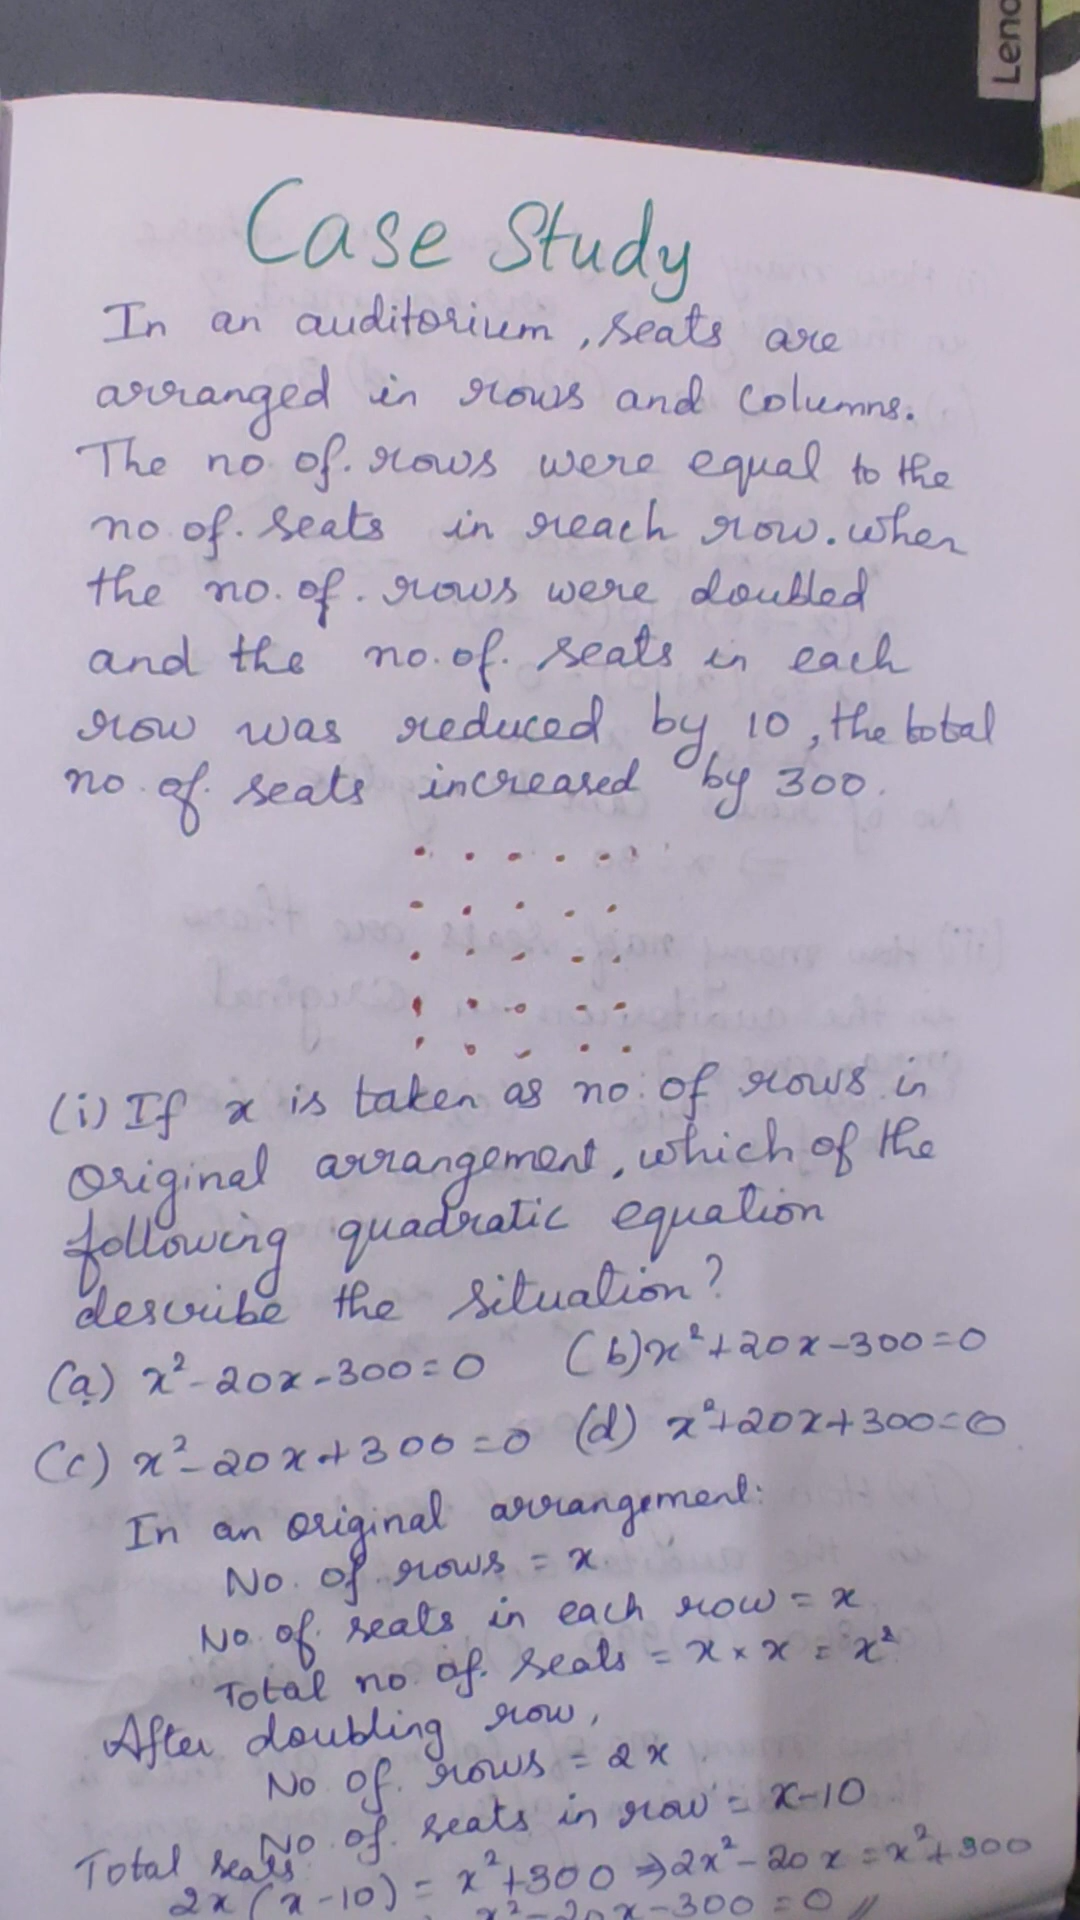 Leno
Case Study
In an auditorium, seats are
arranged in rows and columns.
The no of. rows were equal to the
no of. seats in reach row. when
the no. of. rows were doubled
and the no. of. seats in each
row was reduced by 10, the total
no. of. seats increased by 300.
(i) If x is taken as no. of rows in
Original arrangement, which of the
following quadratic equation
describe the situation?
(a) x²-20x-300=0 (b) x²+20x-300=0
(c) x²-20x+300=0 (d) x²+20x+300=0
In an original arrangement:
No. of. rows = x
No. of. seats in each row = x
Total no. of. seats = x × x = x²
After doubling row,
No of. rows = 2x
No. of. seats in row = x-10
Total seats
2x(x-10) = x²+300 ⇒ 2x²-20x = x²+300
x²-20x-300=0 //